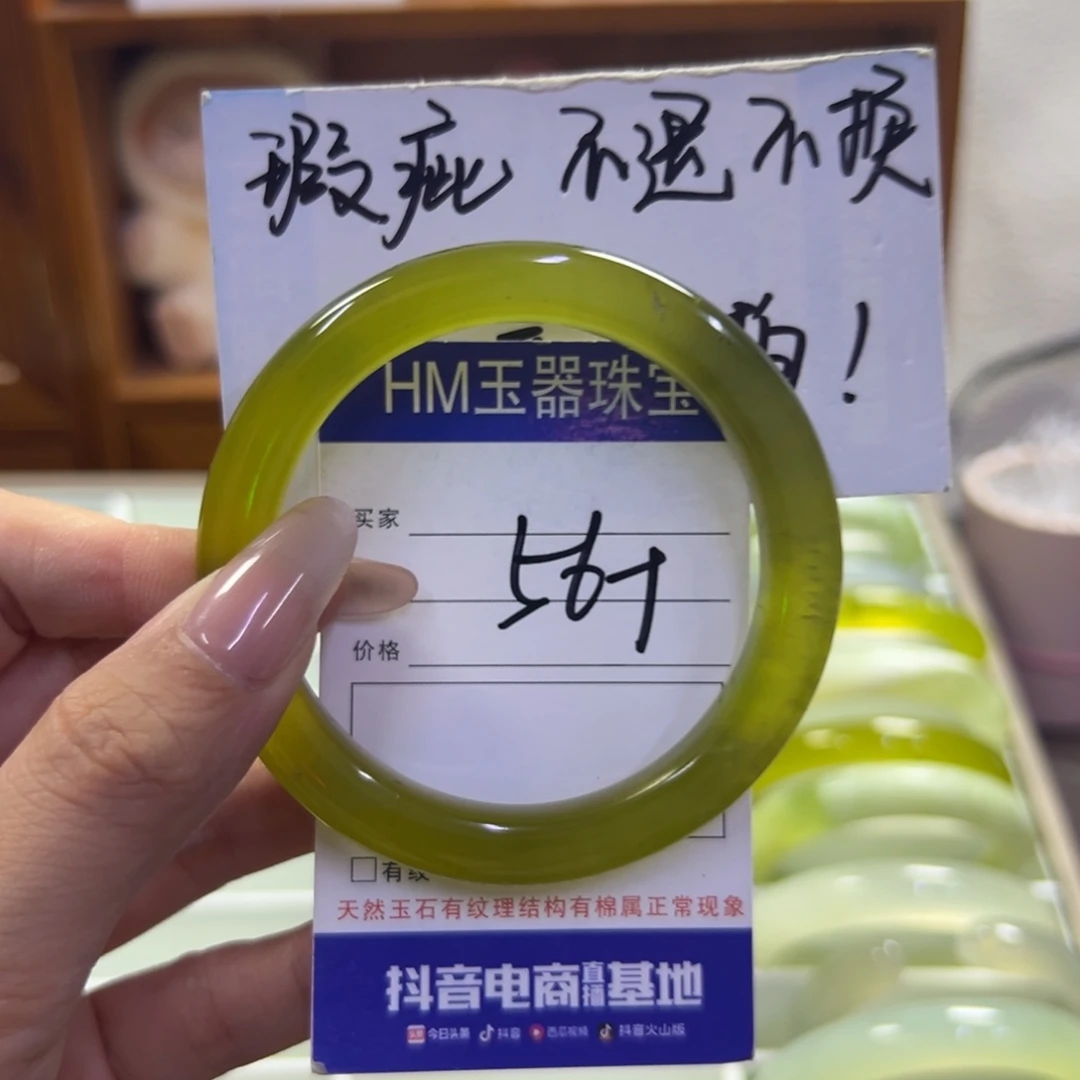 瑕疵 不退不换
拍！
HM玉器珠宝
买家
564
价格
有纹
天然玉石有纹理结构有棉属正常现象
抖音电商直播基地
今日头条 抖音 西瓜视频 抖音火山版